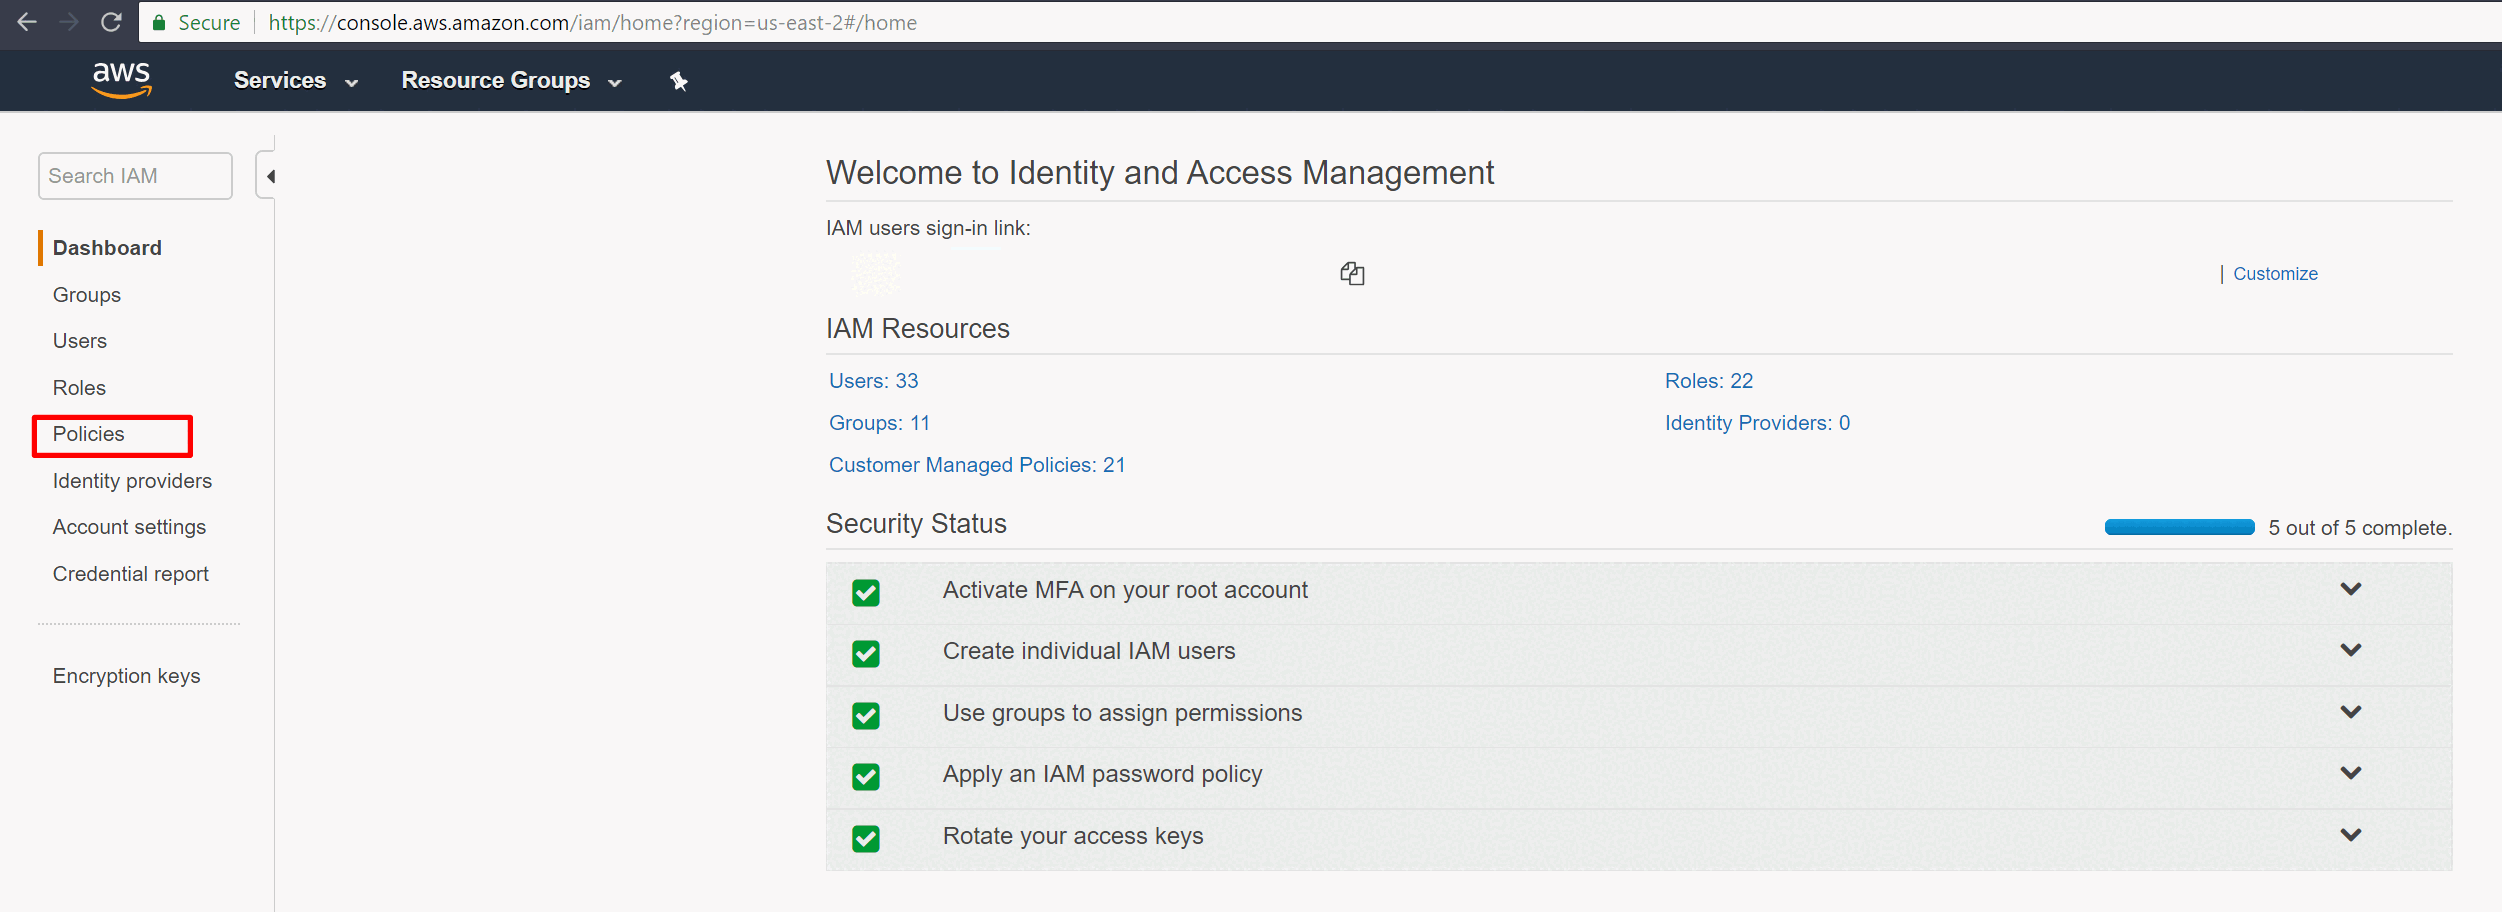 Secure https://console.aws.amazon.com/iam/home?region=us-east-2#/home
aws Services Resource Groups
Search IAM
Dashboard
Groups
Users
Roles
Policies
Identity providers
Account settings
Credential report
Encryption keys
Welcome to Identity and Access Management
IAM users sign-in link:
| Customize
IAM Resources
Users: 33 Roles: 22
Groups: 11 Identity Providers: 0
Customer Managed Policies: 21
Security Status 5 out of 5 complete.
Activate MFA on your root account
Create individual IAM users
Use groups to assign permissions
Apply an IAM password policy
Rotate your access keys